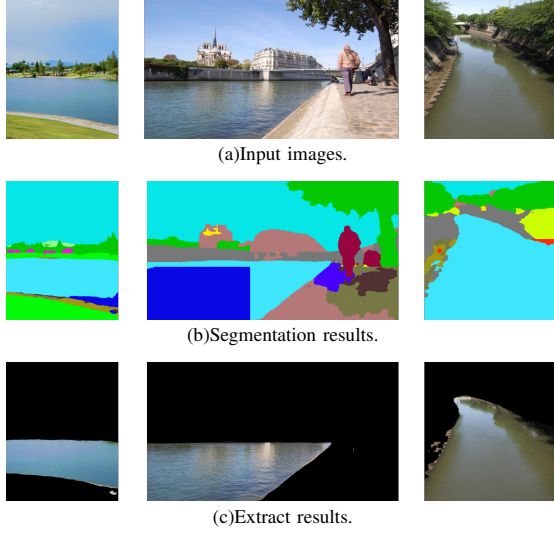 (a)Input images.
(b)Segmentation results.
(c)Extract results.